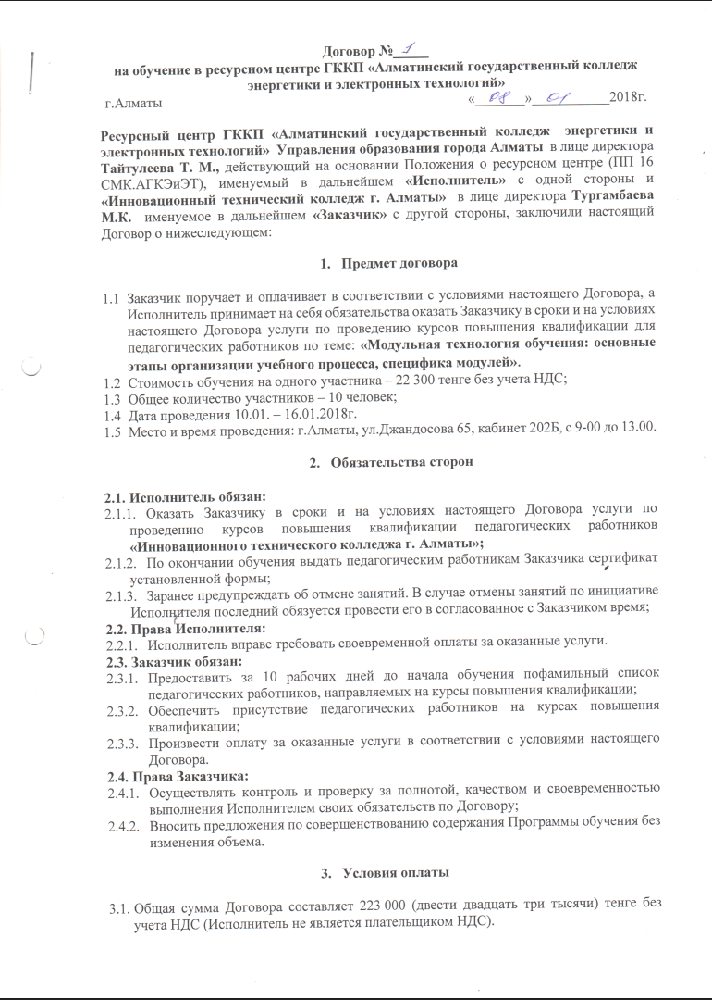 Договор № 1
на обучение в ресурсном центре ГККП «Алматинский государственный колледж
энергетики и электронных технологий»
г.Алматы «08» 01 2018г.
Ресурсный центр ГККП «Алматинский государственный колледж энергетики и
электронных технологий» Управления образования города Алматы в лице директора
Тайтулеева Т. М., действующий на основании Положения о ресурсном центре (ПП 16
СМК.АГКЭиЭТ), именуемый в дальнейшем «Исполнитель» с одной стороны и
«Инновационный технический колледж г. Алматы» в лице директора Тургамбаева
М.К. именуемое в дальнейшем «Заказчик» с другой стороны, заключили настоящий
Договор о нижеследующем:
1. Предмет договора
1.1 Заказчик поручает и оплачивает в соответствии с условиями настоящего Договора, а
Исполнитель принимает на себя обязательства оказать Заказчику в сроки и на условиях
настоящего Договора услуги по проведению курсов повышения квалификации для
педагогических работников по теме: «Модульная технология обучения: основные
этапы организации учебного процесса, специфика модулей».
1.2 Стоимость обучения на одного участника – 22 300 тенге без учета НДС;
1.3 Общее количество участников – 10 человек;
1.4 Дата проведения 10.01. – 16.01.2018г.
1.5 Место и время проведения: г.Алматы, ул.Джандосова 65, кабинет 202Б, с 9-00 до 13.00.
2. Обязательства сторон
2.1. Исполнитель обязан:
2.1.1. Оказать Заказчику в сроки и на условиях настоящего Договора услуги по
проведению курсов повышения квалификации педагогических работников
«Инновационного технического колледжа г. Алматы»;
2.1.2. По окончании обучения выдать педагогическим работникам Заказчика сертификат
установленной формы;
2.1.3. Заранее предупреждать об отмене занятий. В случае отмены занятий по инициативе
Исполнителя последний обязуется провести его в согласованное с Заказчиком время;
2.2. Права Исполнителя:
2.2.1. Исполнитель вправе требовать своевременной оплаты за оказанные услуги.
2.3. Заказчик обязан:
2.3.1. Предоставить за 10 рабочих дней до начала обучения пофамильный список
педагогических работников, направляемых на курсы повышения квалификации;
2.3.2. Обеспечить присутствие педагогических работников на курсах повышения
квалификации;
2.3.3. Произвести оплату за оказанные услуги в соответствии с условиями настоящего
Договора.
2.4. Права Заказчика:
2.4.1. Осуществлять контроль и проверку за полнотой, качеством и своевременностью
выполнения Исполнителем своих обязательств по Договору;
2.4.2. Вносить предложения по совершенствованию содержания Программы обучения без
изменения объема.
3. Условия оплаты
3.1. Общая сумма Договора составляет 223 000 (двести двадцать три тысячи) тенге без
учета НДС (Исполнитель не является плательщиком НДС).